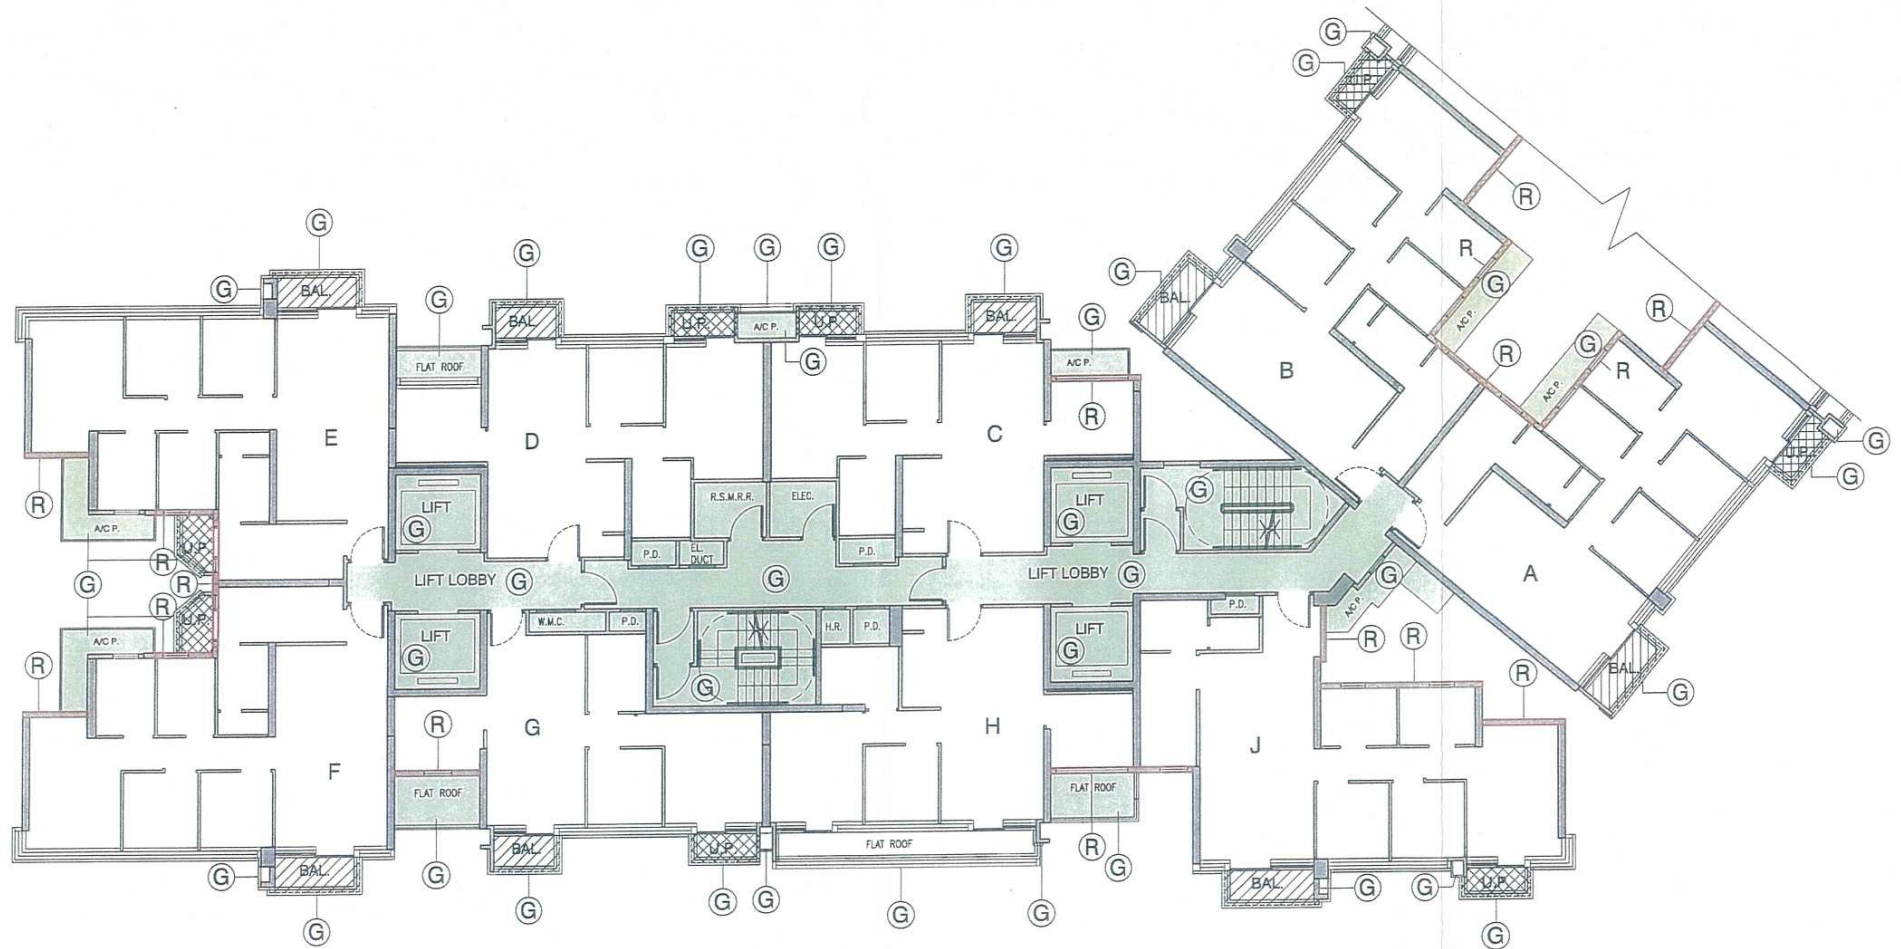 G
G
U.P.
R
G
R
G
A/C P.
G
BAL.
B
R
R
G
A/C P.
R
G
U.P.
G
A
G
BAL.
G
G
BAL.
G
FLAT ROOF
G
BAL.
G
U.P.
G
A/C P.
G
G
U.P.
G
BAL.
G
A/C P.
R
E
D
C
R
A/C P.
U.P.
R
R
G
R
U.P.
A/C P.
R
LIFT
G
R.S.M.R.R.
ELEC.
P.D.
EL.
DUCT
P.D.
LIFT
G
G
LIFT LOBBY
G
G
LIFT LOBBY
G
G
A/C P.
P.D.
R
R
R
LIFT
G
W.M.C.
P.D.
H.R.
P.D.
G
LIFT
G
F
R
G
H
J
FLAT ROOF
G
FLAT ROOF
R
G
BAL.
G
G
BAL.
G
U.P.
G
G
FLAT ROOF
G
G
BAL.
G
G
U.P.
G